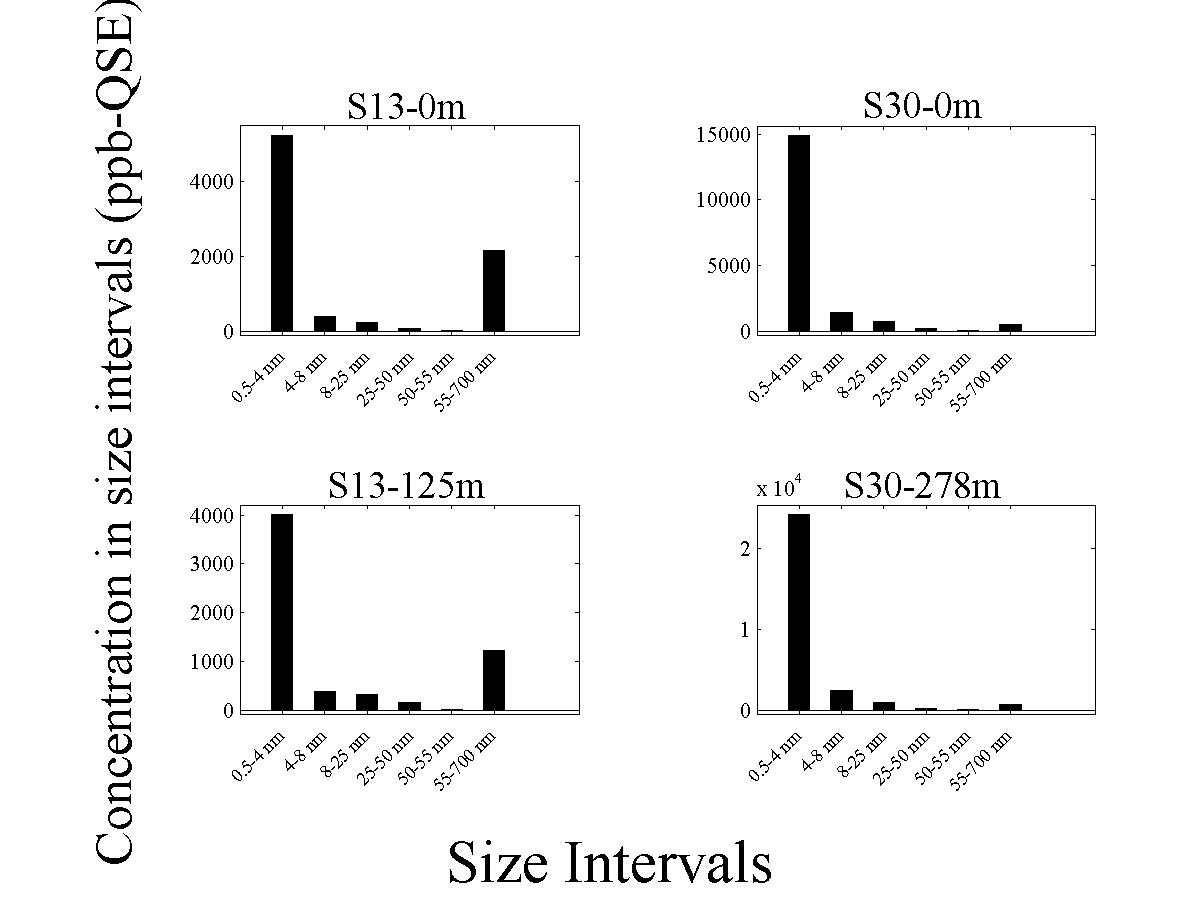 Concentration in size intervals (ppb-QSE)
S13-0m
4000
2000
0
0.5-4 nm
4-8 nm
8-25 nm
25-50 nm
50-55 nm
55-700 nm
S30-0m
15000
10000
5000
0
0.5-4 nm
4-8 nm
8-25 nm
25-50 nm
50-55 nm
55-700 nm
S13-125m
4000
3000
2000
1000
0
0.5-4 nm
4-8 nm
8-25 nm
25-50 nm
50-55 nm
55-700 nm
x 10⁴
S30-278m
2
1
0
0.5-4 nm
4-8 nm
8-25 nm
25-50 nm
50-55 nm
55-700 nm
Size Intervals